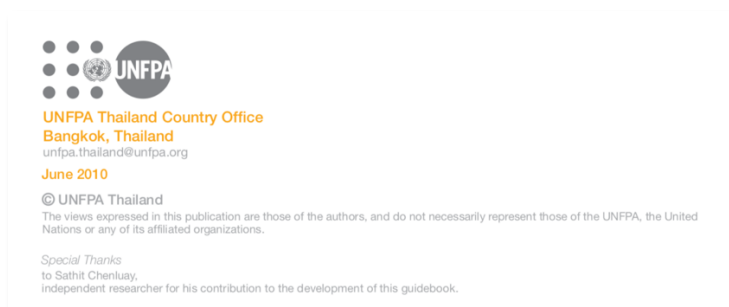 UNFPA
UNFPA Thailand Country Office
Bangkok, Thailand
unfpa.thailand@unfpa.org
June 2010
© UNFPA Thailand
The views expressed in this publication are those of the authors, and do not necessarily represent those of the UNFPA, the United
Nations or any of its affiliated organizations.
Special Thanks
to Sathit Chenluay,
independent researcher for his contribution to the development of this guidebook.